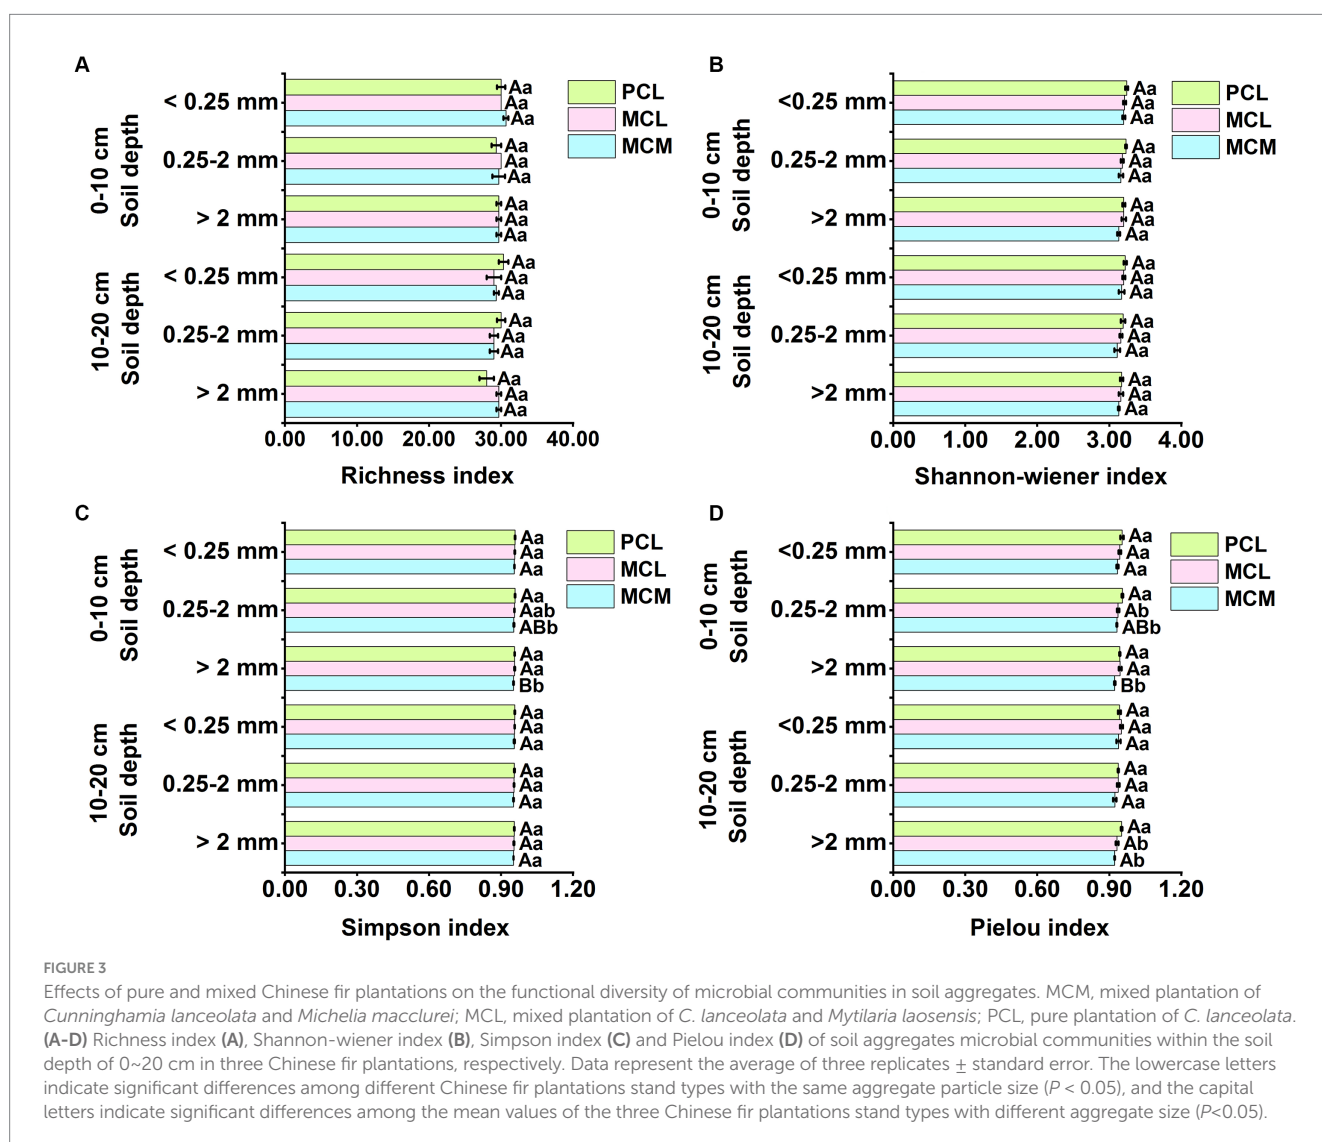 A
0-10 cm
Soil depth
10-20 cm
Soil depth
< 0.25 mm
Aa
Aa
Aa
0.25-2 mm
Aa
Aa
Aa
> 2 mm
Aa
Aa
Aa
< 0.25 mm
Aa
Aa
Aa
0.25-2 mm
Aa
Aa
Aa
> 2 mm
Aa
Aa
Aa
PCL
MCL
MCM
0.00 10.00 20.00 30.00 40.00
Richness index
B
0-10 cm
Soil depth
10-20 cm
Soil depth
<0.25 mm
Aa
Aa
Aa
0.25-2 mm
Aa
Aa
Aa
>2 mm
Aa
Aa
Aa
<0.25 mm
Aa
Aa
Aa
0.25-2 mm
Aa
Aa
Aa
>2 mm
Aa
Aa
Aa
PCL
MCL
MCM
0.00 1.00 2.00 3.00 4.00
Shannon-wiener index
C
0-10 cm
Soil depth
10-20 cm
Soil depth
< 0.25 mm
Aa
Aa
Aa
0.25-2 mm
Aa
Aab
ABb
> 2 mm
Aa
Aa
Bb
< 0.25 mm
Aa
Aa
Aa
0.25-2 mm
Aa
Aa
Aa
> 2 mm
Aa
Aa
Aa
PCL
MCL
MCM
0.00 0.30 0.60 0.90 1.20
Simpson index
D
0-10 cm
Soil depth
10-20 cm
Soil depth
<0.25 mm
Aa
Aa
Aa
0.25-2 mm
Aa
Ab
ABb
>2 mm
Aa
Aa
Bb
<0.25 mm
Aa
Aa
Aa
0.25-2 mm
Aa
Aa
Aa
>2 mm
Aa
Ab
Ab
PCL
MCL
MCM
0.00 0.30 0.60 0.90 1.20
Pielou index
FIGURE 3
Effects of pure and mixed Chinese fir plantations on the functional diversity of microbial communities in soil aggregates. MCM, mixed plantation of
Cunninghamia lanceolata and Michelia macclurei; MCL, mixed plantation of C. lanceolata and Mytilaria laosensis; PCL, pure plantation of C. lanceolata.
(A-D) Richness index (A), Shannon-wiener index (B), Simpson index (C) and Pielou index (D) of soil aggregates microbial communities within the soil
depth of 0~20 cm in three Chinese fir plantations, respectively. Data represent the average of three replicates ± standard error. The lowercase letters
indicate significant differences among different Chinese fir plantations stand types with the same aggregate particle size (P < 0.05), and the capital
letters indicate significant differences among the mean values of the three Chinese fir plantations stand types with different aggregate size (P<0.05).